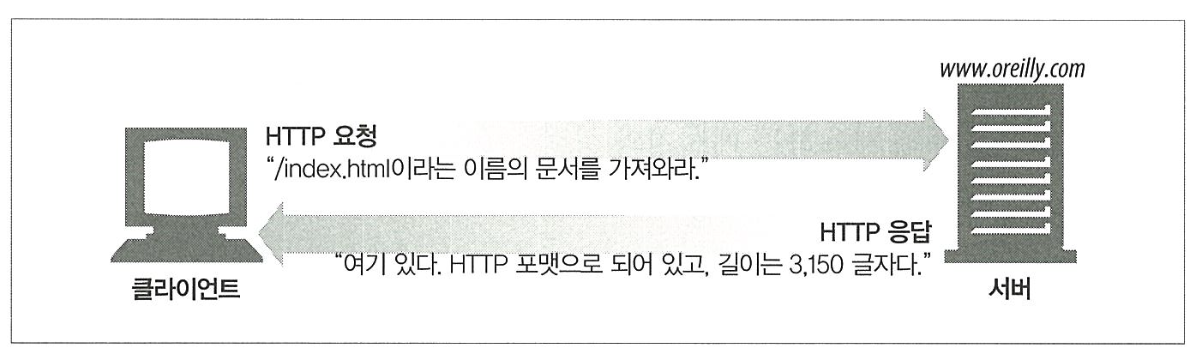 www.oreilly.com
HTTP 요청
“/index.html이라는 이름의 문서를 가져와라.”
HTTP 응답
“여기 있다. HTTP 포맷으로 되어 있고, 길이는 3,150 글자다.”
클라이언트
서버